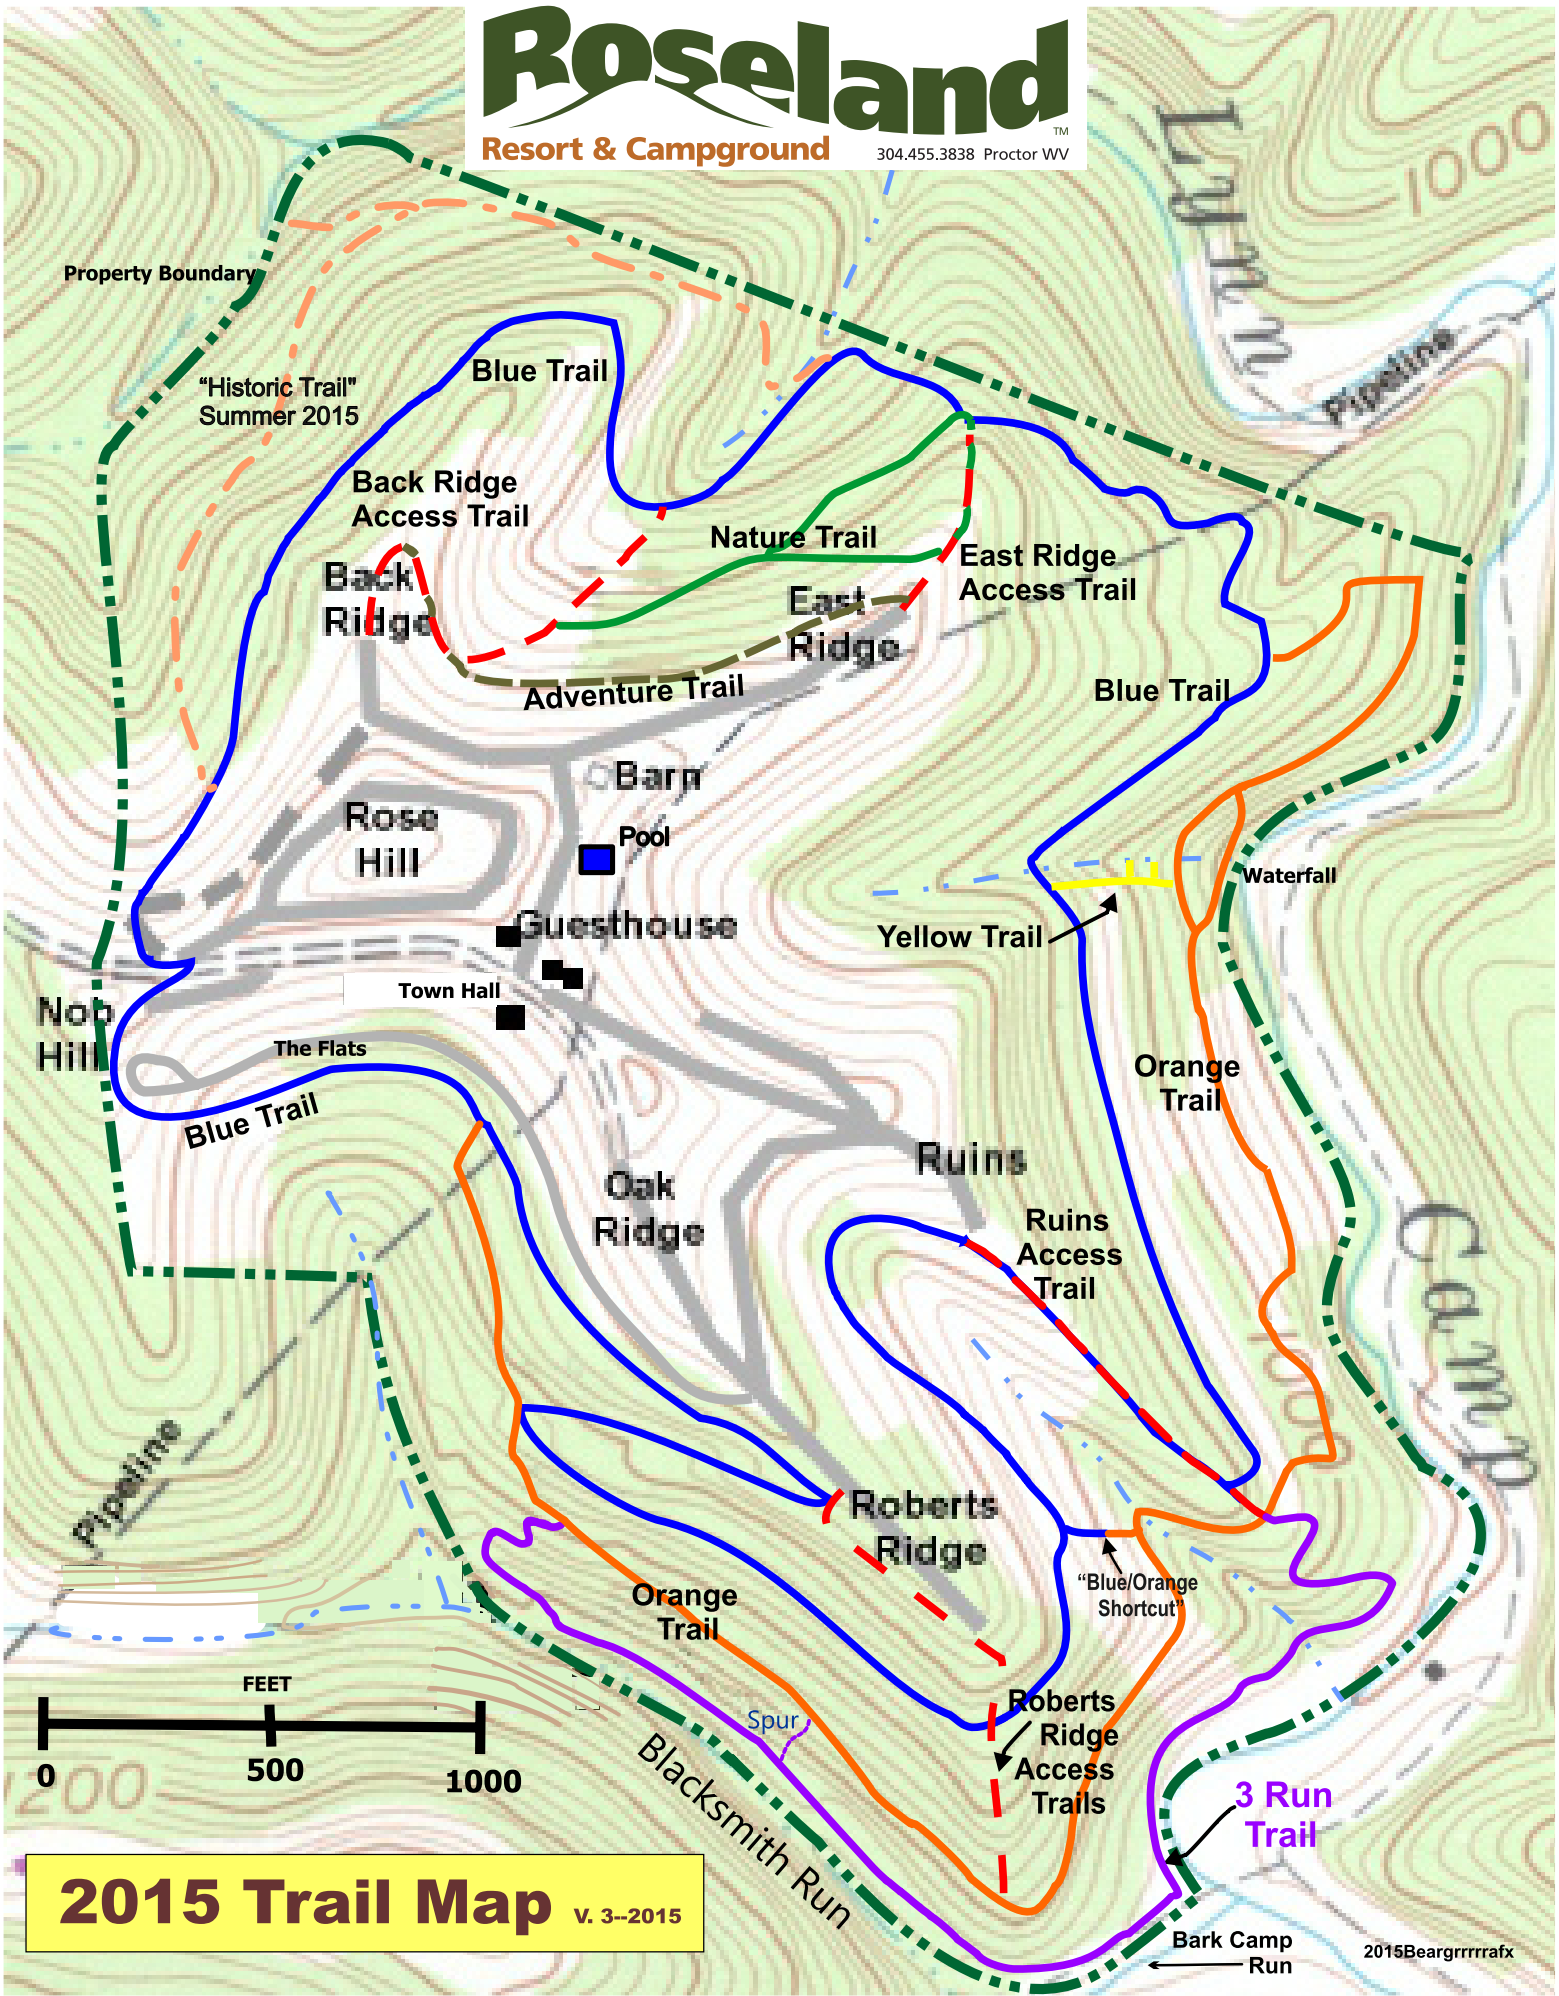 Roseland
TM
Resort & Campground
304.455.3838 Proctor WV
Lynn
1000
Property Boundary
Pipeline
Blue Trail
“Historic Trail"
Summer 2015
Back Ridge
Access Trail
Nature Trail
East Ridge
Access Trail
Back
Ridge
East
Ridge
Adventure Trail
Blue Trail
Barn
Rose
Hill
Pool
Waterfall
Guesthouse
Yellow Trail
Town Hall
Nob
Hill
The Flats
Orange
Trail
Blue Trail
Ruins
Oak
Ridge
Ruins
Access
Trail
Camp
1000
Pipeline
Roberts
Ridge
“Blue/Orange
Shortcut”
Orange
Trail
FEET
0
500
1000
Spur
Roberts
Ridge
Access
Trails
Blacksmith Run
3 Run
Trail
1200
2015 Trail Map V. 3--2015
Bark Camp
Run
2015Beargrrrrrafx